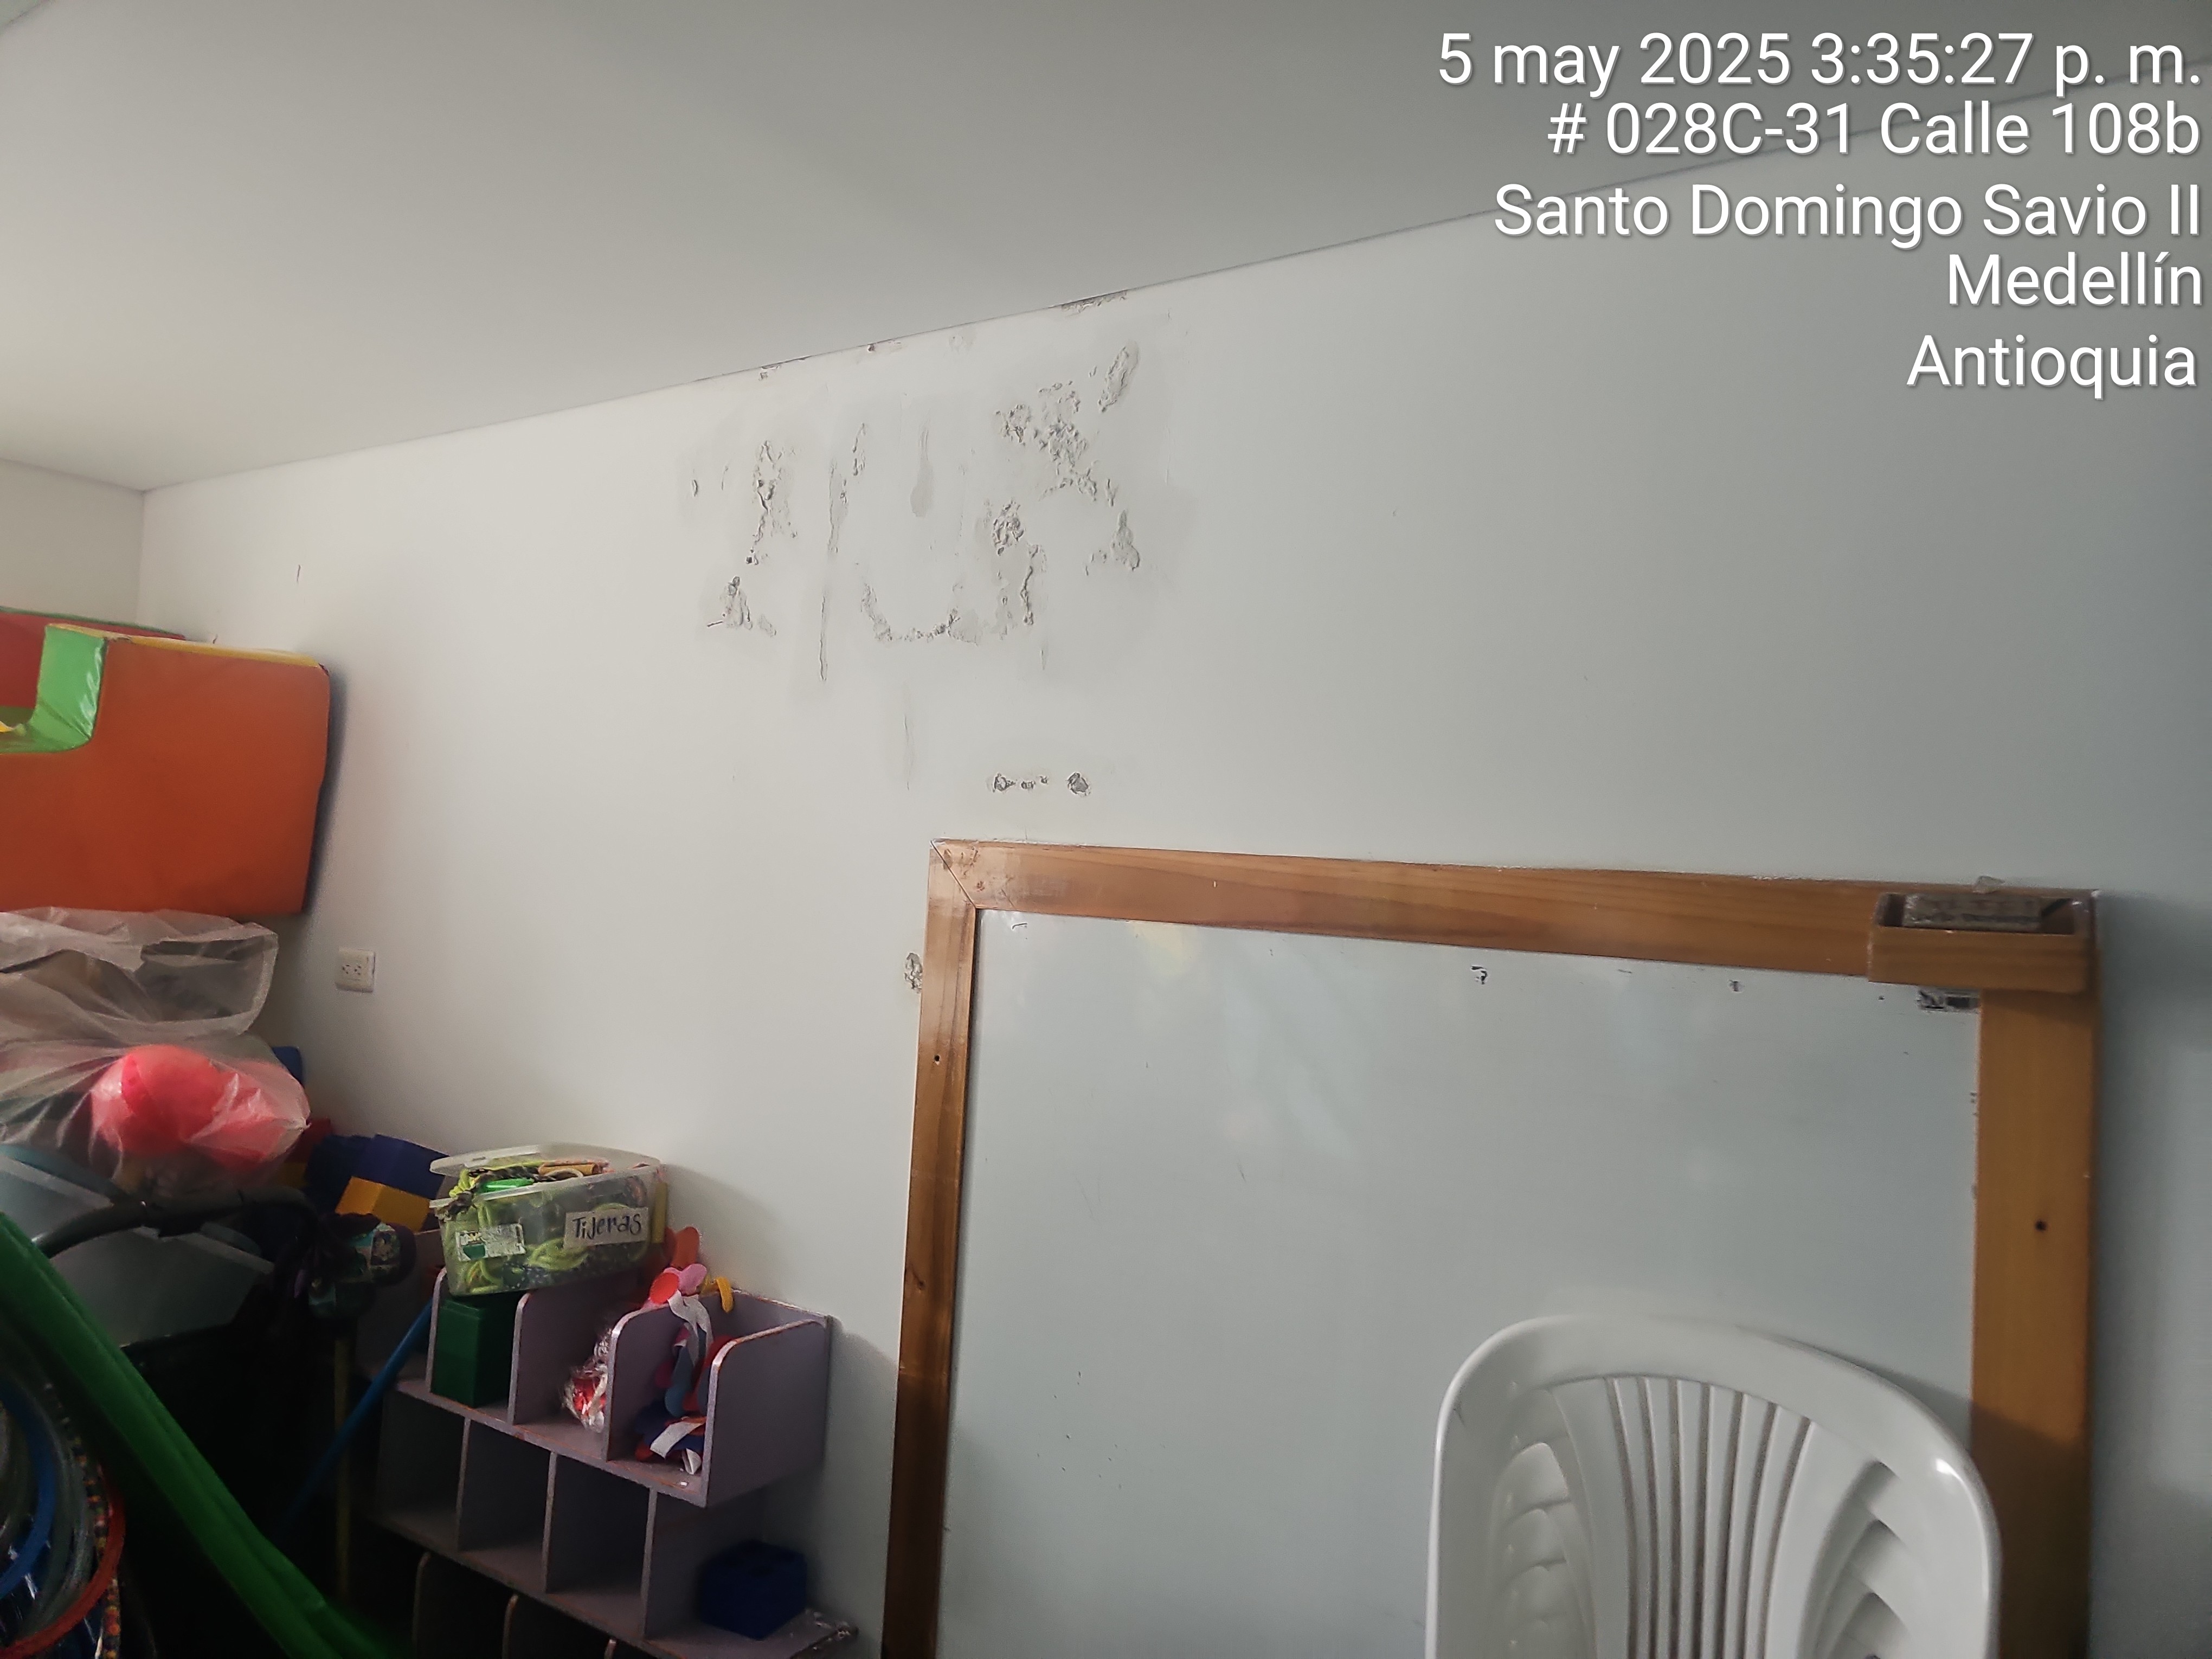 5 may 2025 3:35:27 p. m.
# 028C-31 Calle 108b
Santo Domingo Savio II
Medellín
Antioquia
Tijeras